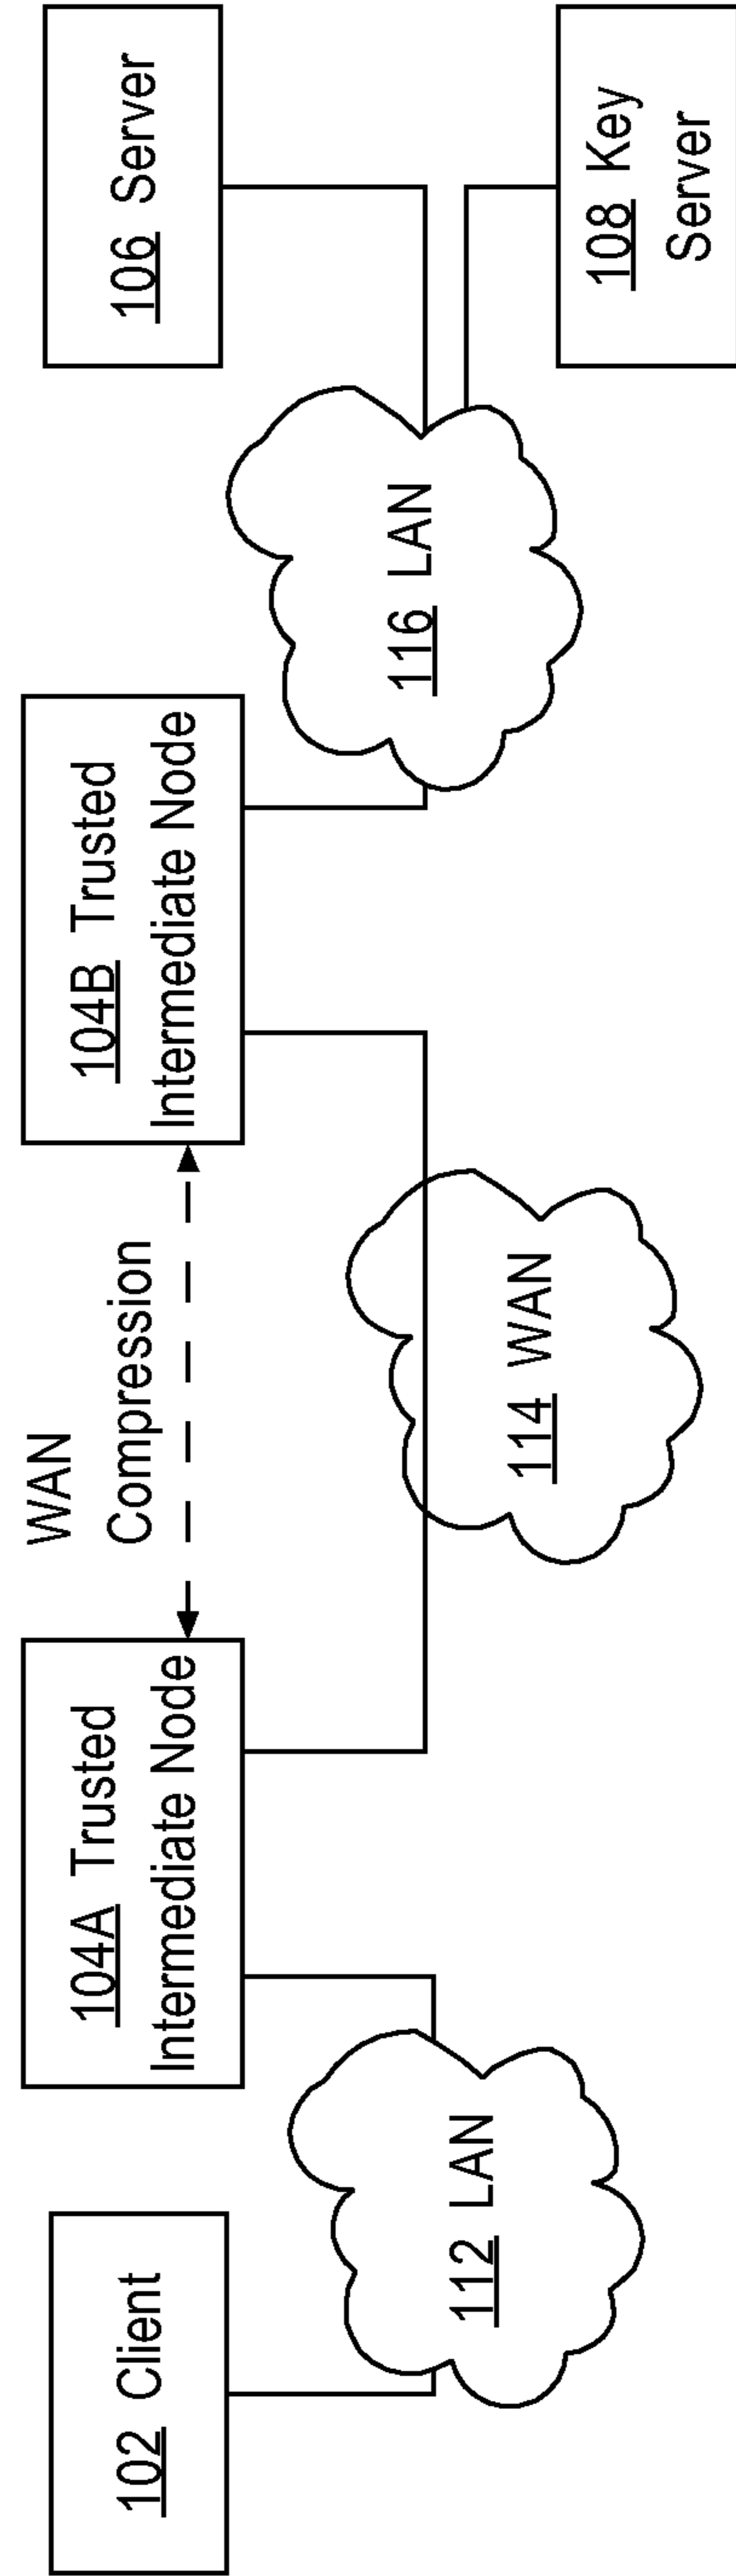 102 Client
112 LAN
104A Trusted
Intermediate Node
WAN
Compression
114 WAN
104B Trusted
Intermediate Node
116 LAN
106 Server
108 Key
Server